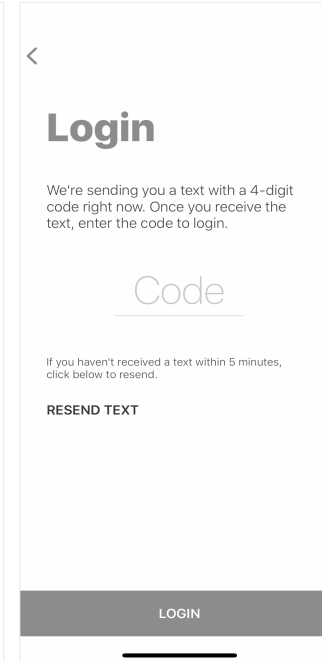 Login
We're sending you a text with a 4-digit
code right now. Once you receive the
text, enter the code to login.
Code
If you haven't received a text within 5 minutes,
click below to resend.
RESEND TEXT
LOGIN